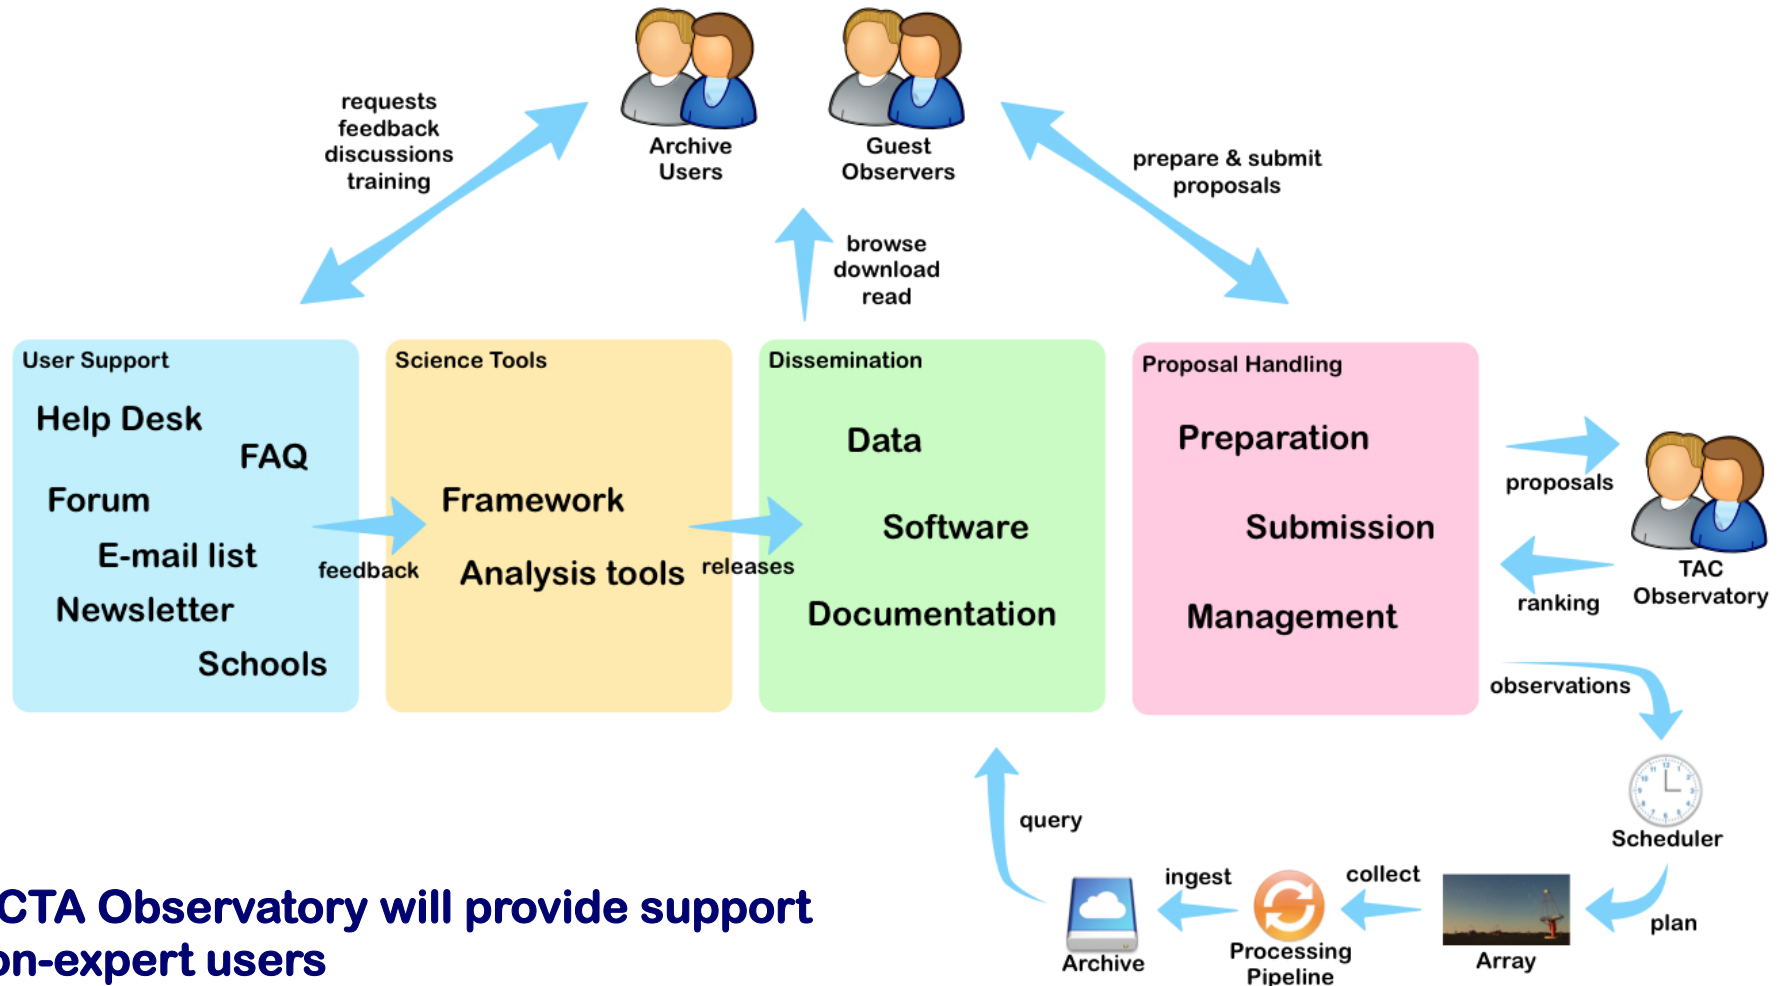 requests
feedback
discussions
training
Archive
Users
Guest
Observers
prepare & submit
proposals
browse
download
read
User Support
Help Desk
FAQ
Forum
E-mail list
Newsletter
Schools
feedback
Science Tools
Framework
Analysis tools
releases
Dissemination
Data
Software
Documentation
Proposal Handling
Preparation
Submission
Management
proposals
ranking
TAC
Observatory
observations
Scheduler
plan
Array
collect
Processing
Pipeline
ingest
Archive
query
CTA Observatory will provide support
on-expert users